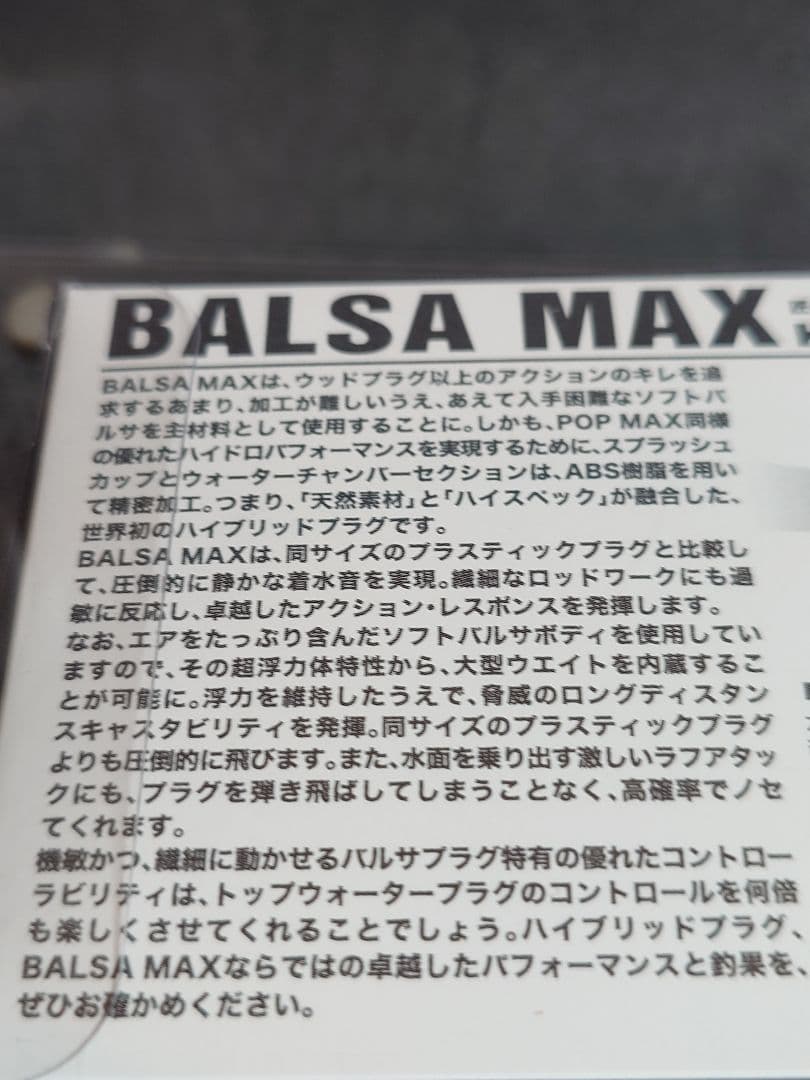 BALSA MAX
BALSA MAXは、ウッドプラグ以上のアクションのキレを追
求するあまり、加工が難しいうえ、あえて入手困難なソフトバ
ルサを主材料として使用することに。しかも、POP MAX同様
の優れたハイドロパフォーマンスを実現するために、スプラッシュ
カップとウォーターチャンバーセクションは、ABS樹脂を用い
て精密加工。つまり、「天然素材」と「ハイスペック」が融合した、
世界初のハイブリッドプラグです。
BALSA MAXは、同サイズのプラスティックプラグと比較し
て、圧倒的に静かな着水音を実現。繊細なロッドワークにも過
敏に反応し、卓越したアクション・レスポンスを発揮します。
なお、エアをたっぷり含んだソフトバルサボディを使用してい
ますので、その超浮力体特性から、大型ウエイトを内蔵するこ
とが可能に。浮力を維持したうえで、脅威のロングディスタン
スキャスタビリティを発揮。同サイズのプラスティックプラグ
よりも圧倒的に飛びます。また、水面を乗り出す激しいラフアタッ
クにも、プラグを弾き飛ばしてしまうことなく、高確率でノセ
てくれます。
機敏かつ、繊細に動かせるバルサプラグ特有の優れたコントロー
ラビリティは、トップウォータープラグのコントロールを何倍
も楽しくさせてくれることでしょう。ハイブリッドプラグ、
BALSA MAXならではの卓越したパフォーマンスと釣果を、
ぜひお確かめください。